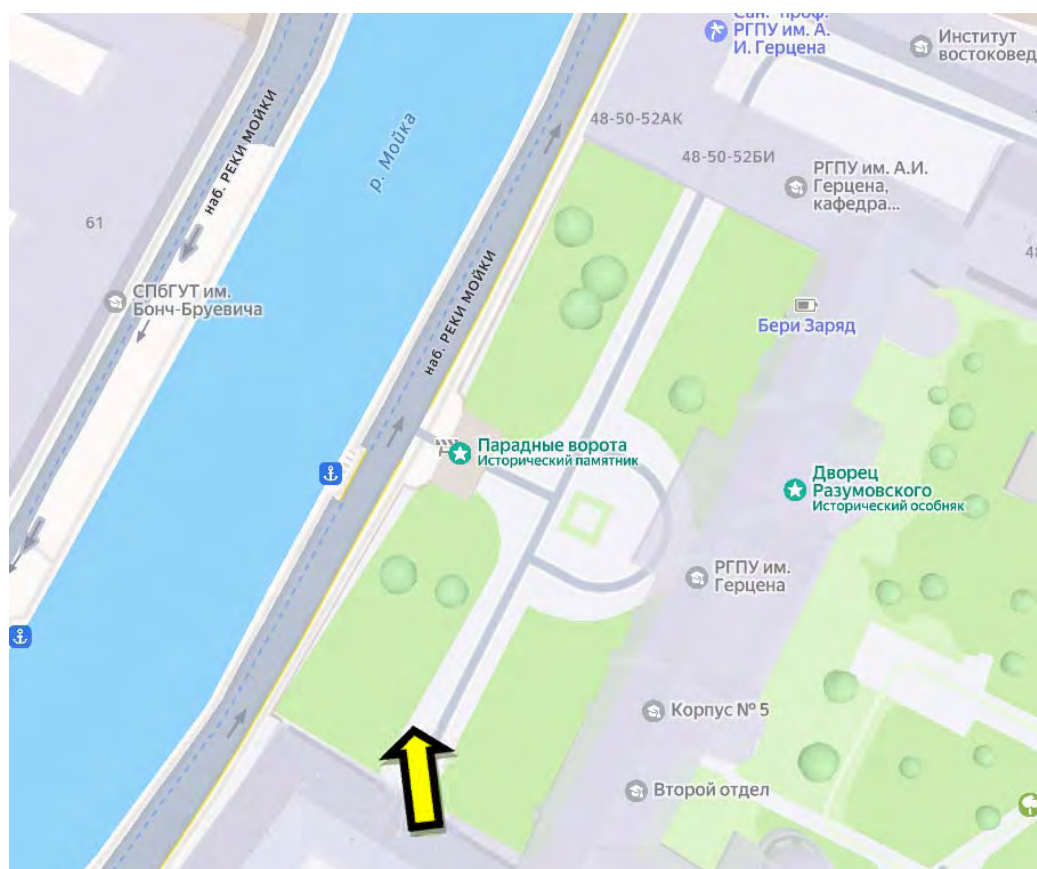 Сан.-проф.
РГПУ им. А.
И. Герцена
Институт
востоковед
48-50-52АК
48-50-52БИ
РГПУ им. А.И.
Герцена,
кафедра...
наб. РЕКИ МОЙКИ
р. Мойка
61
СПбГУТ им.
Бонч-Бруевича
наб. РЕКИ МОЙКИ
Бери Заряд
Парадные ворота
Исторический памятник
Дворец
Разумовского
Исторический особняк
РГПУ им.
Герцена
Корпус № 5
Второй отдел